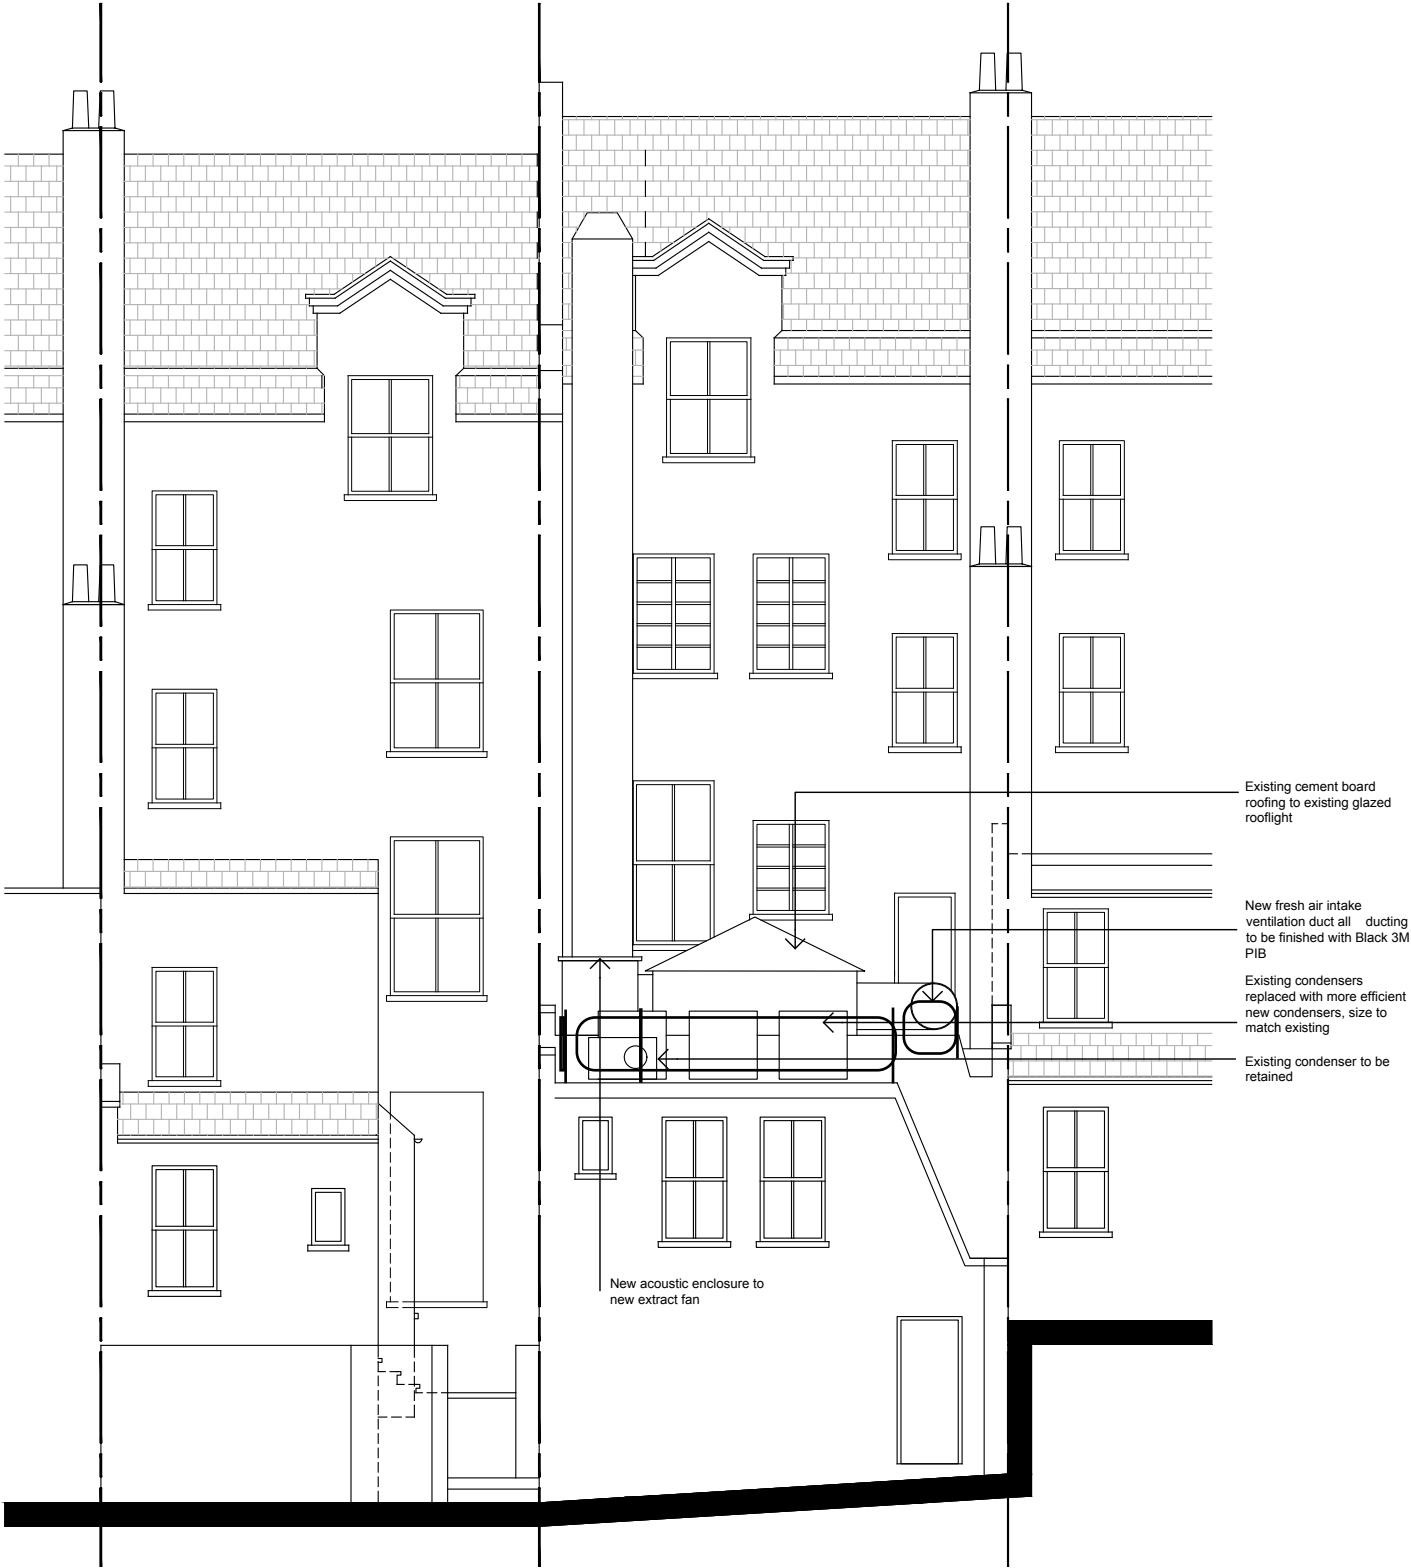 Existing cement board
roofing to existing glazed
rooflight
New fresh air intake
ventilation duct all ducting
to be finished with Black 3M
PIB
Existing condensers
replaced with more efficient
new condensers, size to
match existing
Existing condenser to be
retained
New acoustic enclosure to
new extract fan